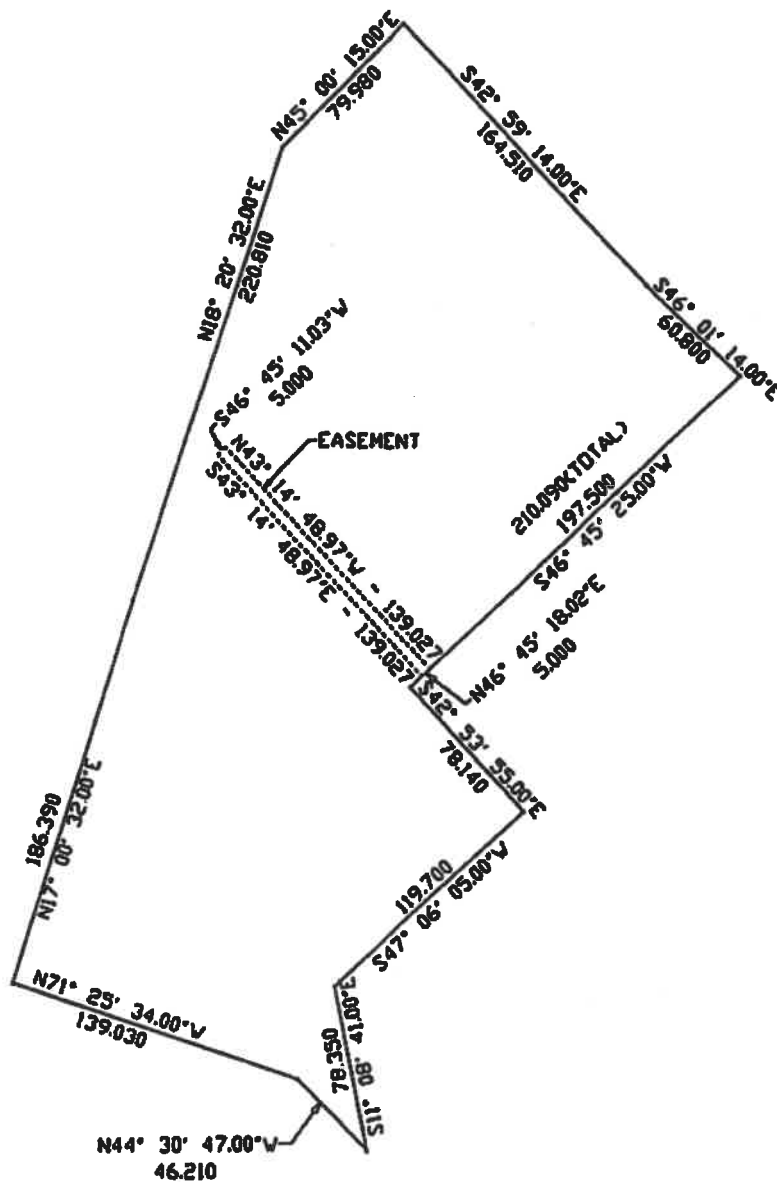 N45° 00' 15.00"E
79.980
S42° 59' 14.00"E
164.510
N18° 20' 32.00"E
220.810
S46° 01' 14.00"E
60.800
S46° 45' 11.03"W
5.000
EASEMENT
N43° 14' 48.97"W - 139.027
S43° 14' 48.97"E - 139.027
210.090(TOTAL)
197.500
S46° 45' 25.00"W
N46° 45' 18.02"E
5.000
S42° 53' 55.00"E
78.140
186.390
N17° 00' 32.00"E
119.700
S47° 06' 05.00"W
N71° 25' 34.00"W
139.030
S11° 08' 41.00"E
78.350
N44° 30' 47.00"W
46.210